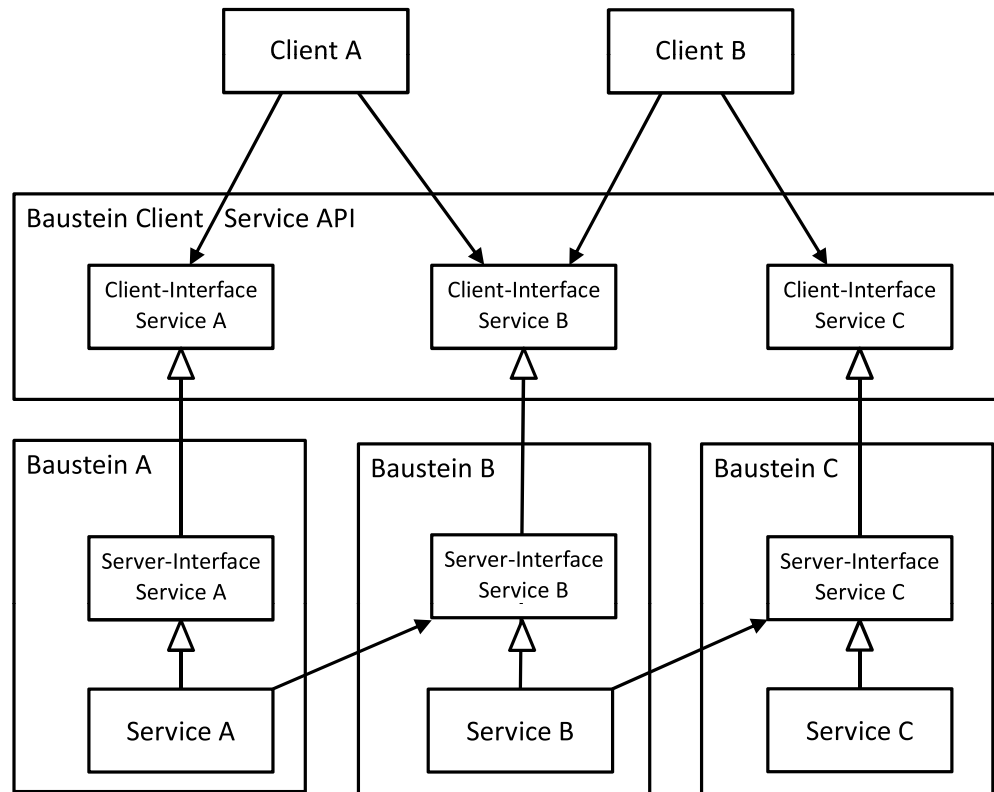 Client A
Client B
Baustein Client Service API
Client-Interface
Service A
Client-Interface
Service B
Client-Interface
Service C
Baustein A
Baustein B
Baustein C
Server-Interface
Service A
Server-Interface
Service B
Server-Interface
Service C
Service A
Service B
Service C